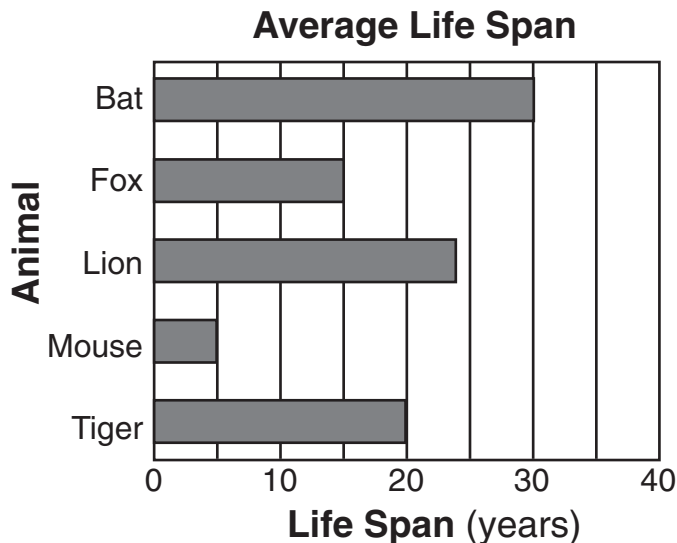 Average Life Span
Animal
Bat
Fox
Lion
Mouse
Tiger
0 10 20 30 40
Life Span (years)